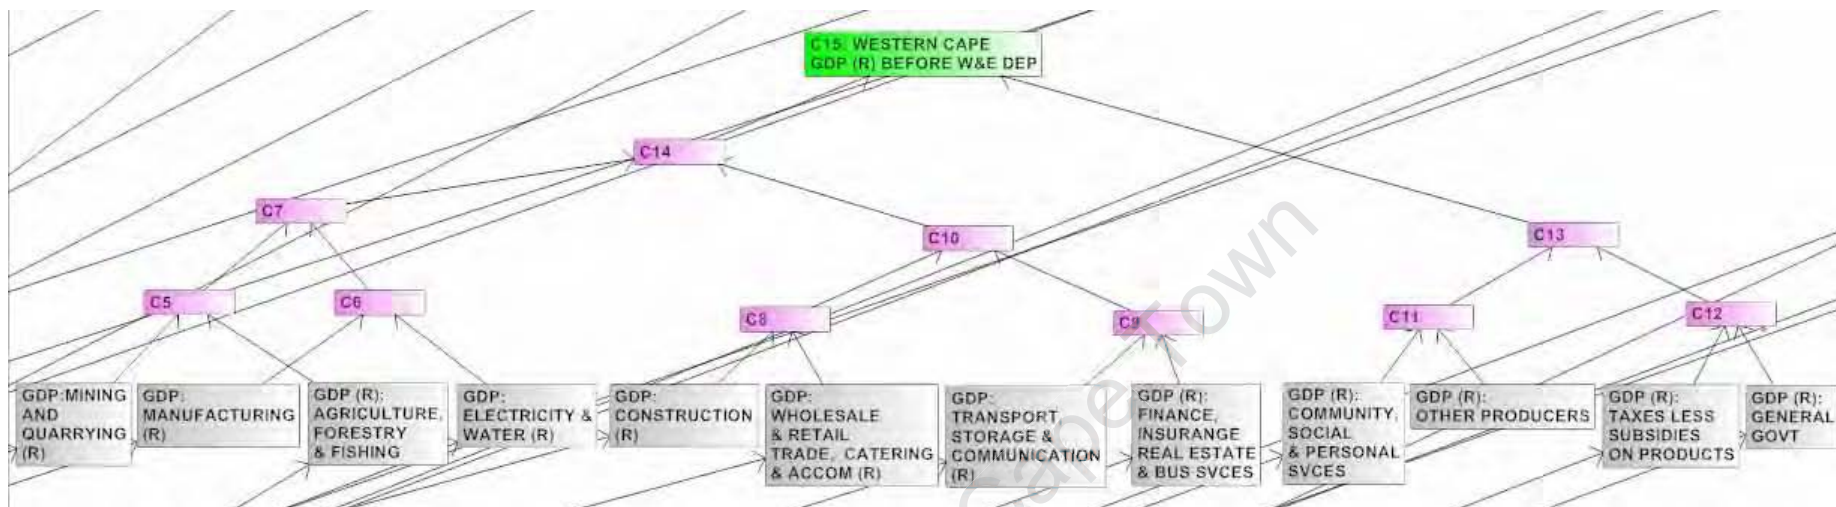 C15: WESTERN CAPE
GDP (R) BEFORE W&E DEP
C14
C7
C10
C13
C5
C6
C8
C9
C11
C12
GDP:MINING
AND
QUARRYING
(R)
GDP:
MANUFACTURING
(R)
GDP (R):
AGRICULTURE,
FORESTRY
& FISHING
GDP:
ELECTRICITY &
WATER (R)
GDP:
CONSTRUCTION
(R)
GDP:
WHOLESALE
& RETAIL
TRADE, CATERING
& ACCOM (R)
GDP:
TRANSPORT,
STORAGE &
COMMUNICATION
(R)
GDP (R):
FINANCE,
INSURANCE
REAL ESTATE
& BUS SVCES
GDP (R):
COMMUNITY,
SOCIAL
& PERSONAL
SVCES
GDP (R):
OTHER PRODUCERS
GDP (R):
TAXES LESS
SUBSIDIES
ON PRODUCTS
GDP (R):
GENERAL
GOVT
Cape Town